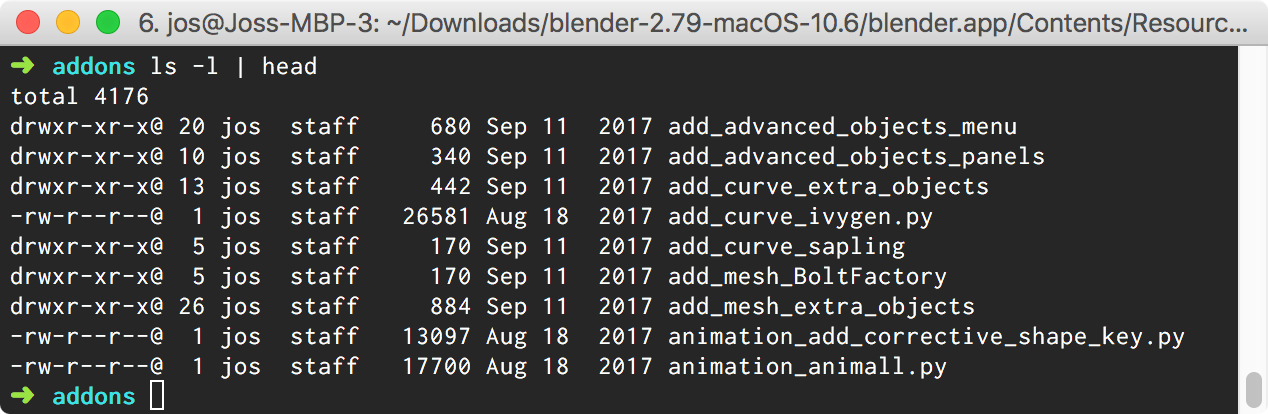 6. jos@Joss-MBP-3: ~/Downloads/blender-2.79-macOS-10.6/blender.app/Contents/Resourc...
➜ addons ls -l | head
total 4176
drwxr-xr-x@ 20 jos  staff    680 Sep 11  2017 add_advanced_objects_menu
drwxr-xr-x@ 10 jos  staff    340 Sep 11  2017 add_advanced_objects_panels
drwxr-xr-x@ 13 jos  staff    442 Sep 11  2017 add_curve_extra_objects
-rw-r--r--@  1 jos  staff  26581 Aug 18  2017 add_curve_ivygen.py
drwxr-xr-x@  5 jos  staff    170 Sep 11  2017 add_curve_sapling
drwxr-xr-x@  5 jos  staff    170 Sep 11  2017 add_mesh_BoltFactory
drwxr-xr-x@ 26 jos  staff    884 Sep 11  2017 add_mesh_extra_objects
-rw-r--r--@  1 jos  staff  13097 Aug 18  2017 animation_add_corrective_shape_key.py
-rw-r--r--@  1 jos  staff  17700 Aug 18  2017 animation_animall.py
➜ addons